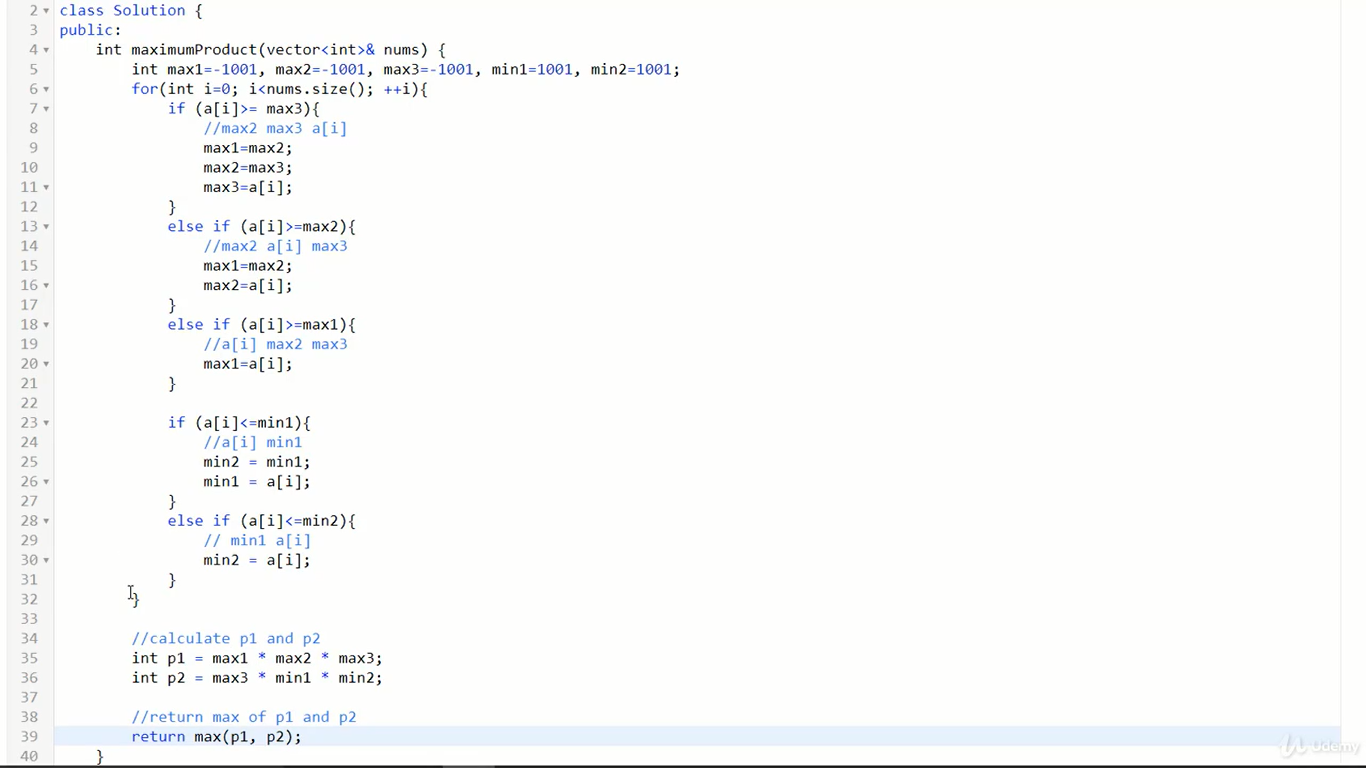 2 class Solution {
3 public:
4     int maximumProduct(vector<int>& nums) {
5         int max1=-1001, max2=-1001, max3=-1001, min1=1001, min2=1001;
6         for(int i=0; i<nums.size(); ++i){
7             if (a[i]>= max3){
8                 //max2 max3 a[i]
9                 max1=max2;
10                 max2=max3;
11                 max3=a[i];
12             }
13             else if (a[i]>=max2){
14                 //max2 a[i] max3
15                 max1=max2;
16                 max2=a[i];
17             }
18             else if (a[i]>=max1){
19                 //a[i] max2 max3
20                 max1=a[i];
21             }
22
23             if (a[i]<=min1){
24                 //a[i] min1
25                 min2 = min1;
26                 min1 = a[i];
27             }
28             else if (a[i]<=min2){
29                 // min1 a[i]
30                 min2 = a[i];
31             }
32         }
33
34         //calculate p1 and p2
35         int p1 = max1 * max2 * max3;
36         int p2 = max3 * min1 * min2;
37
38         //return max of p1 and p2
39         return max(p1, p2);
40     }
Udemy